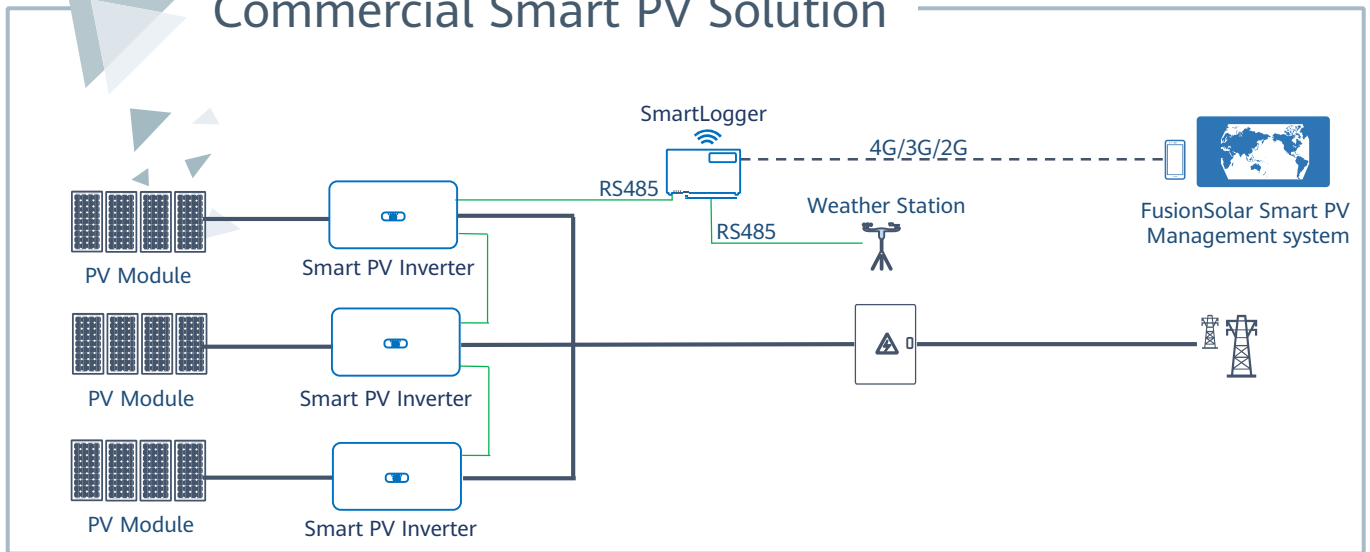 Commercial Smart PV Solution
SmartLogger
4G/3G/2G
RS485
Weather Station
RS485
FusionSolar Smart PV
Management system
PV Module
Smart PV Inverter
PV Module
Smart PV Inverter
PV Module
Smart PV Inverter